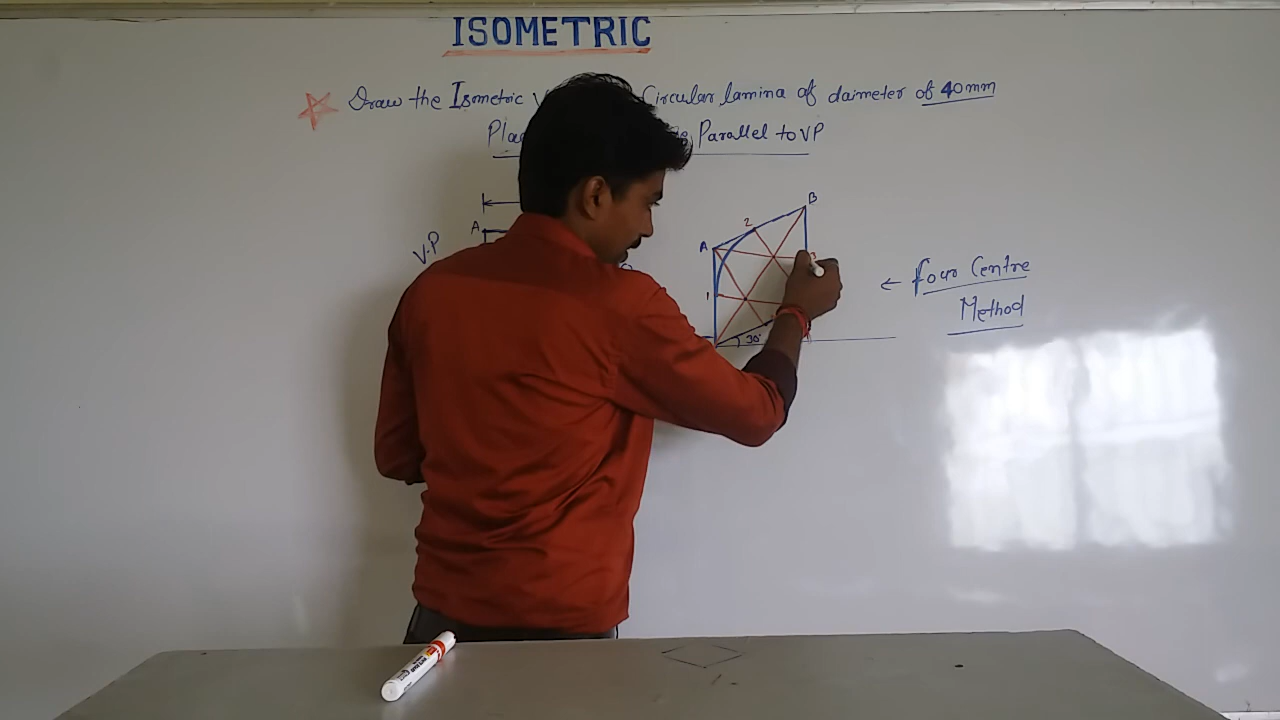 ISOMETRIC
Draw the Isometric Circular lamina of daimeter of 40mm
Parallel to VP
B
2
A
A
V.P
← four Centre
1
Method
30°